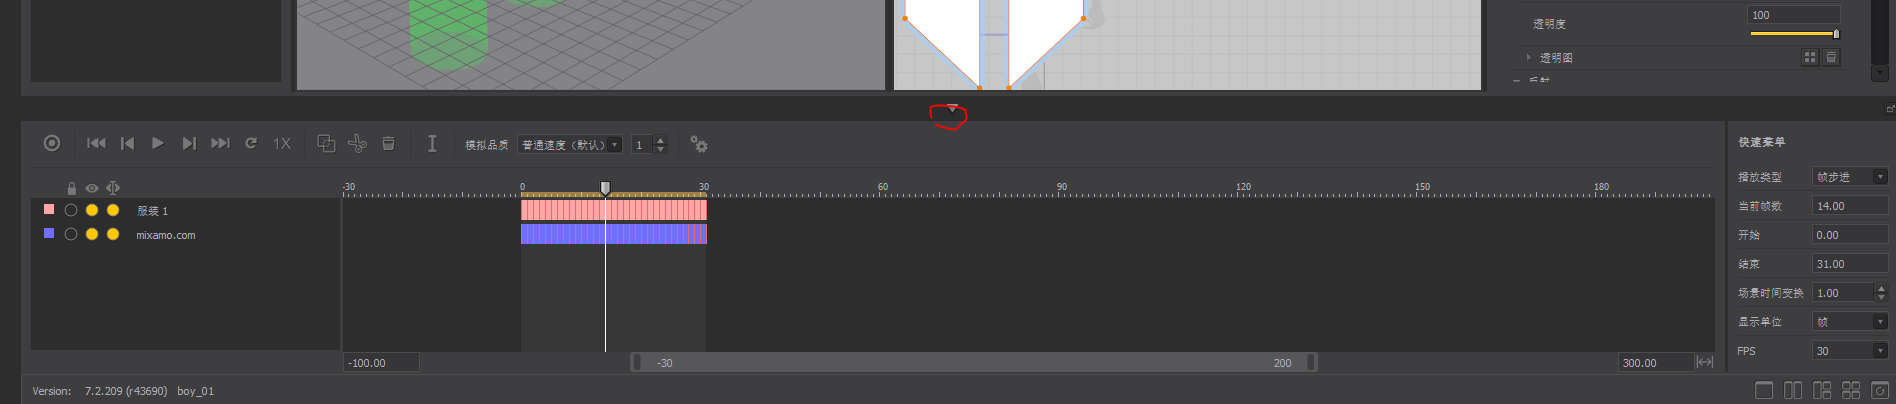 透明度
100
透明图
反射
1X
模拟品质
普通速度（默认）
1
快速菜单
-30
0
30
60
90
120
150
180
播放类型
帧步进
服装 1
当前帧数
14.00
mixamo.com
开始
0.00
结束
31.00
场景时间变换
1.00
显示单位
帧
FPS
30
-100.00
-30
200
300.00
Version: 7.2.209 (r43690) boy_01